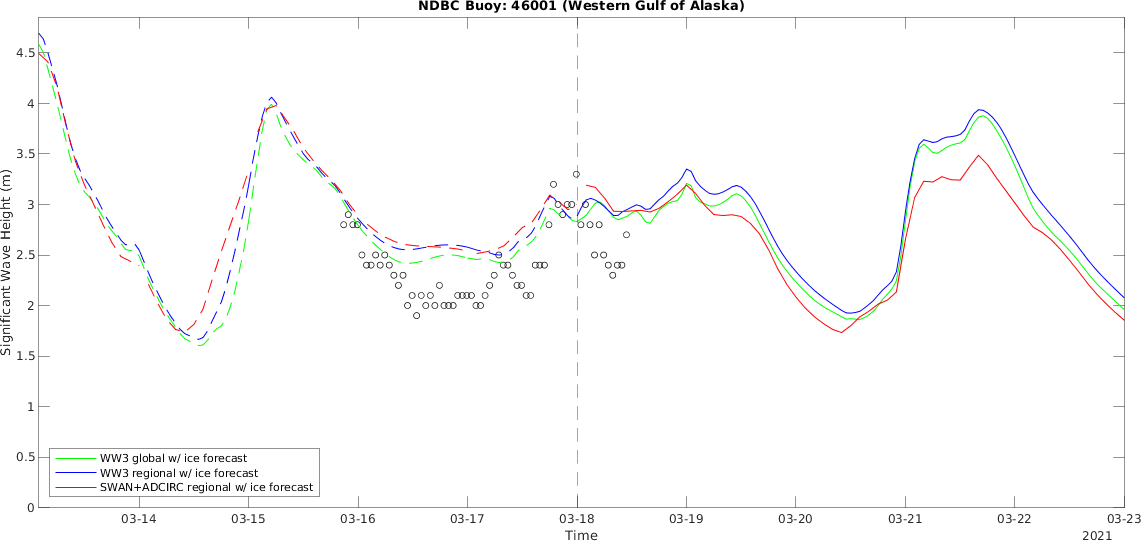 NDBC Buoy: 46001 (Western Gulf of Alaska)
Significant Wave Height (m)
4.5
4
3.5
3
2.5
2
1.5
1
0.5
0
WW3 global w/ ice forecast
WW3 regional w/ ice forecast
SWAN+ADCIRC regional w/ ice forecast
03-14 03-15 03-16 03-17 03-18 03-19 03-20 03-21 03-22 03-23
Time
2021